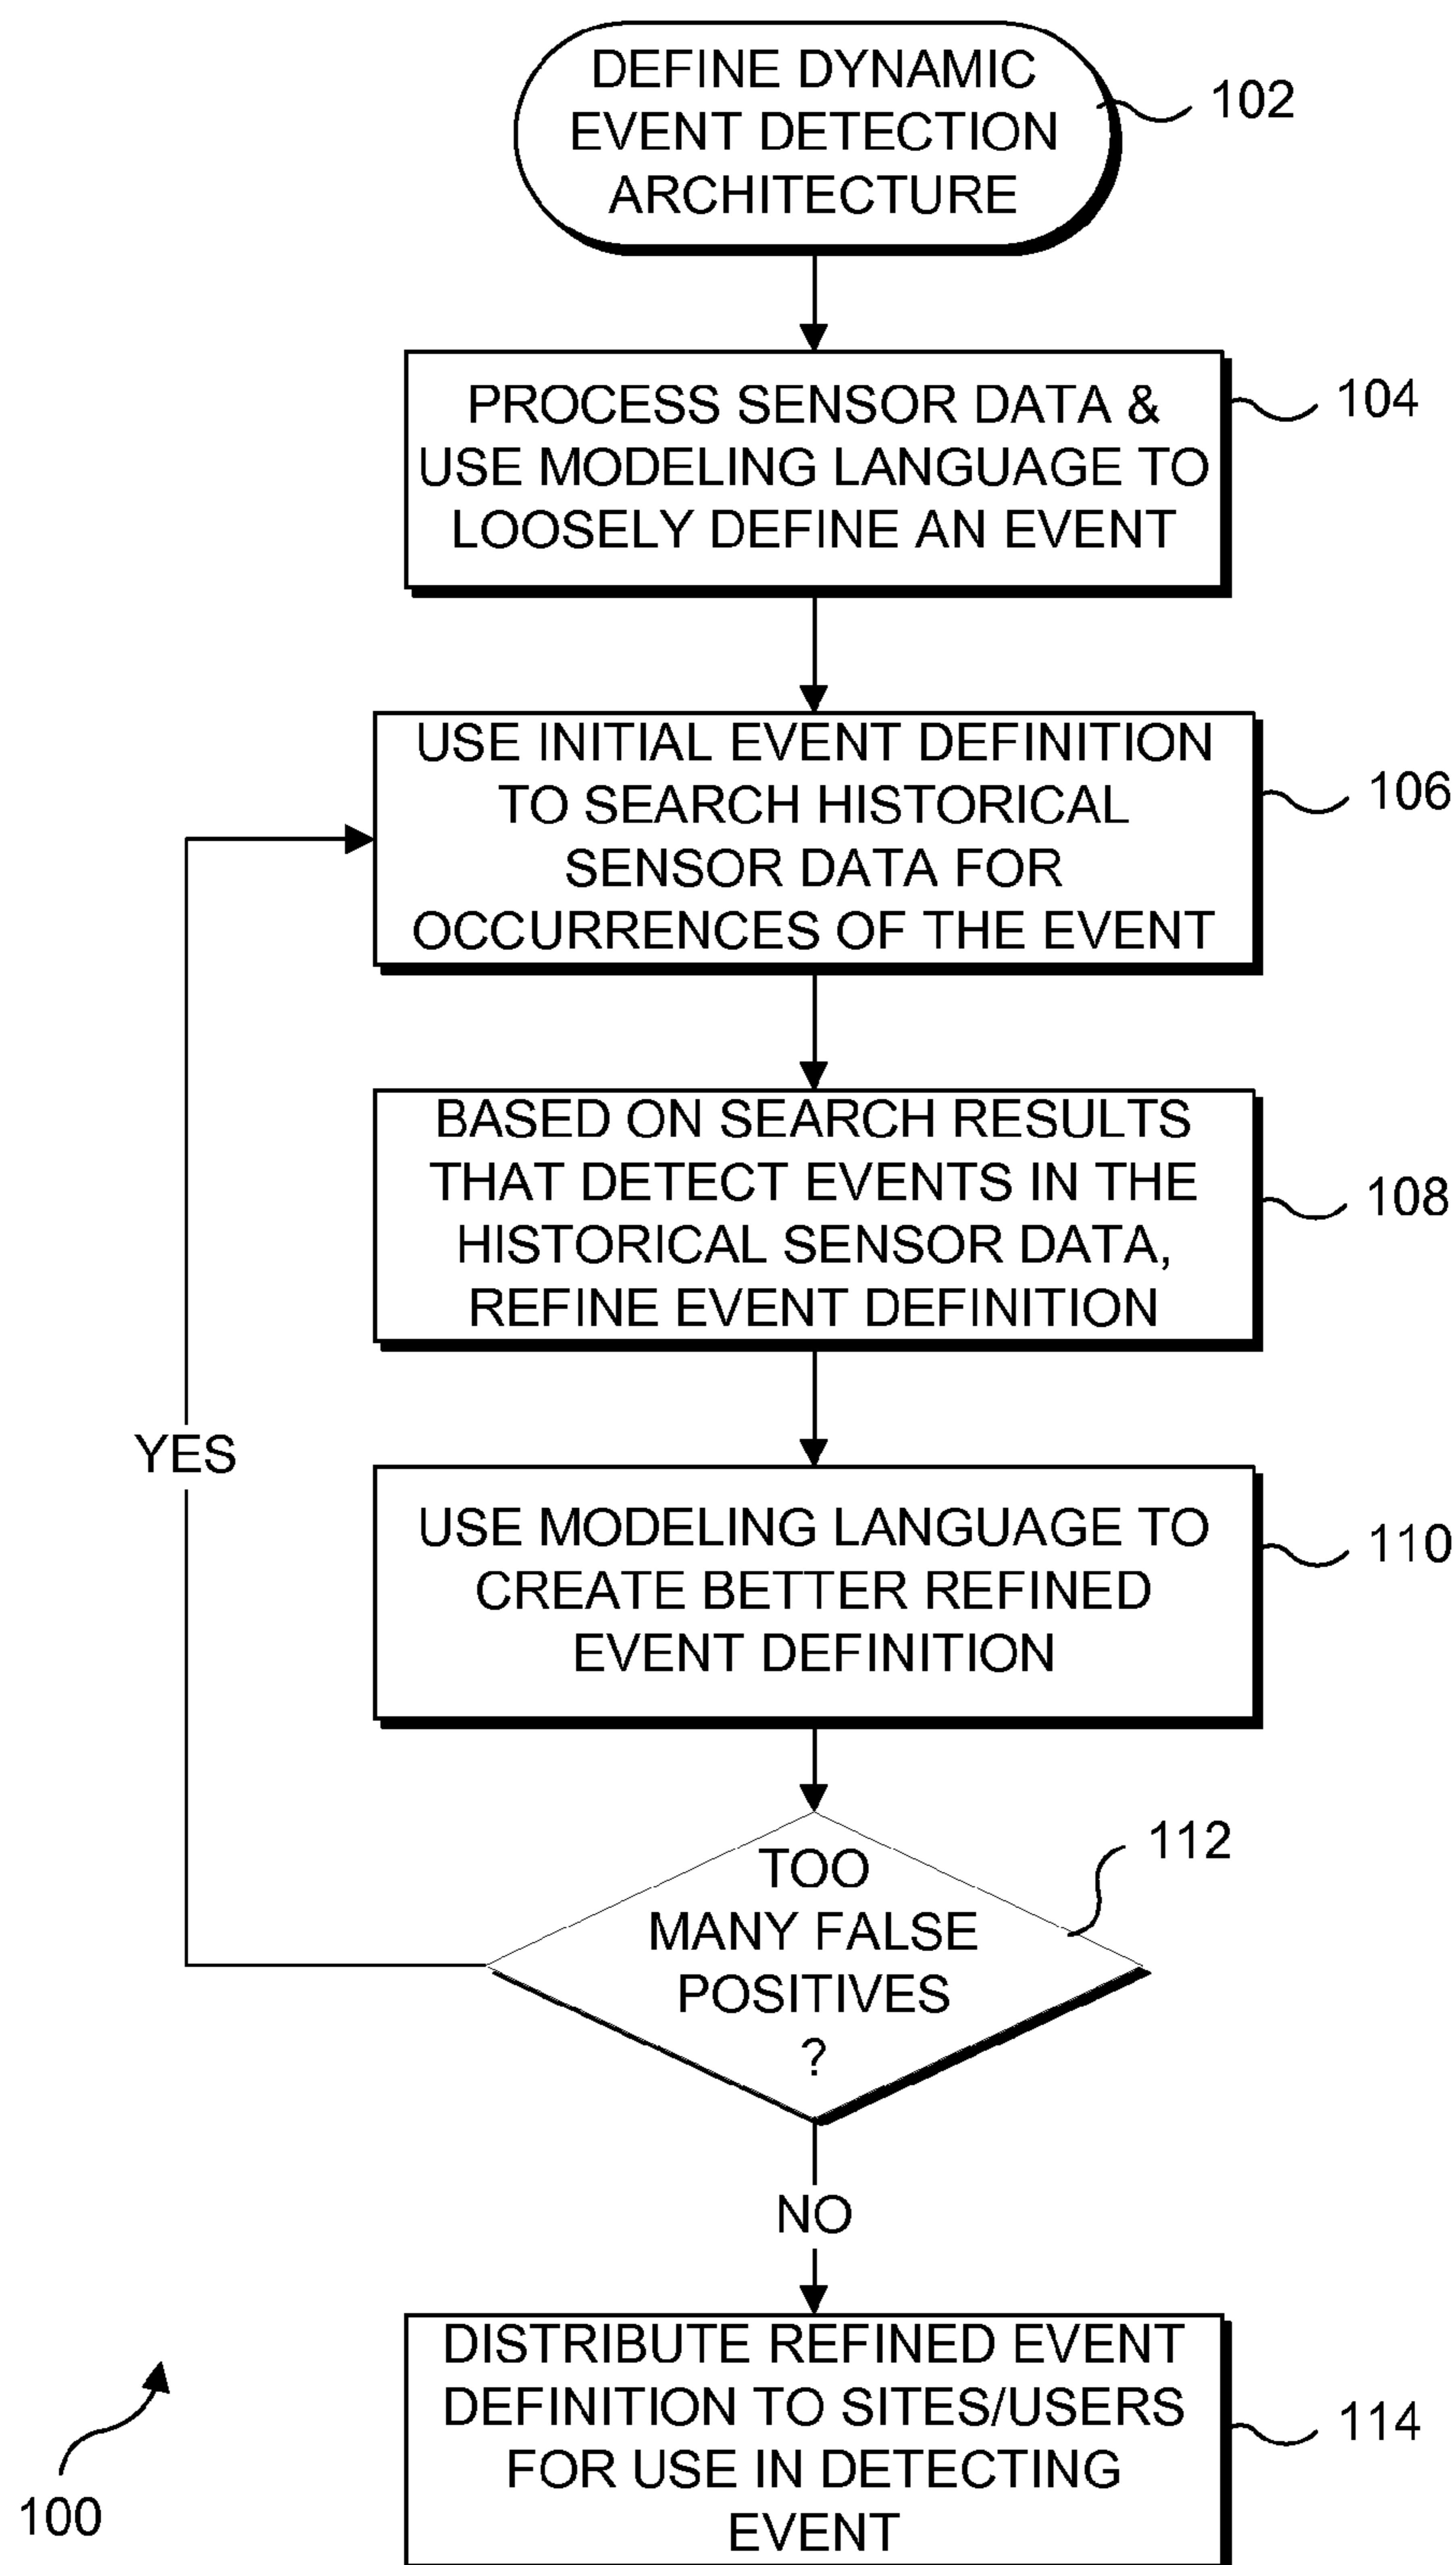 DEFINE DYNAMIC
EVENT DETECTION
ARCHITECTURE
102
PROCESS SENSOR DATA &
USE MODELING LANGUAGE TO
LOOSELY DEFINE AN EVENT
104
USE INITIAL EVENT DEFINITION
TO SEARCH HISTORICAL
SENSOR DATA FOR
OCCURRENCES OF THE EVENT
106
BASED ON SEARCH RESULTS
THAT DETECT EVENTS IN THE
HISTORICAL SENSOR DATA,
REFINE EVENT DEFINITION
108
YES
USE MODELING LANGUAGE TO
CREATE BETTER REFINED
EVENT DEFINITION
110
TOO
MANY FALSE
POSITIVES
?
112
NO
DISTRIBUTE REFINED EVENT
DEFINITION TO SITES/USERS
FOR USE IN DETECTING
EVENT
114
100